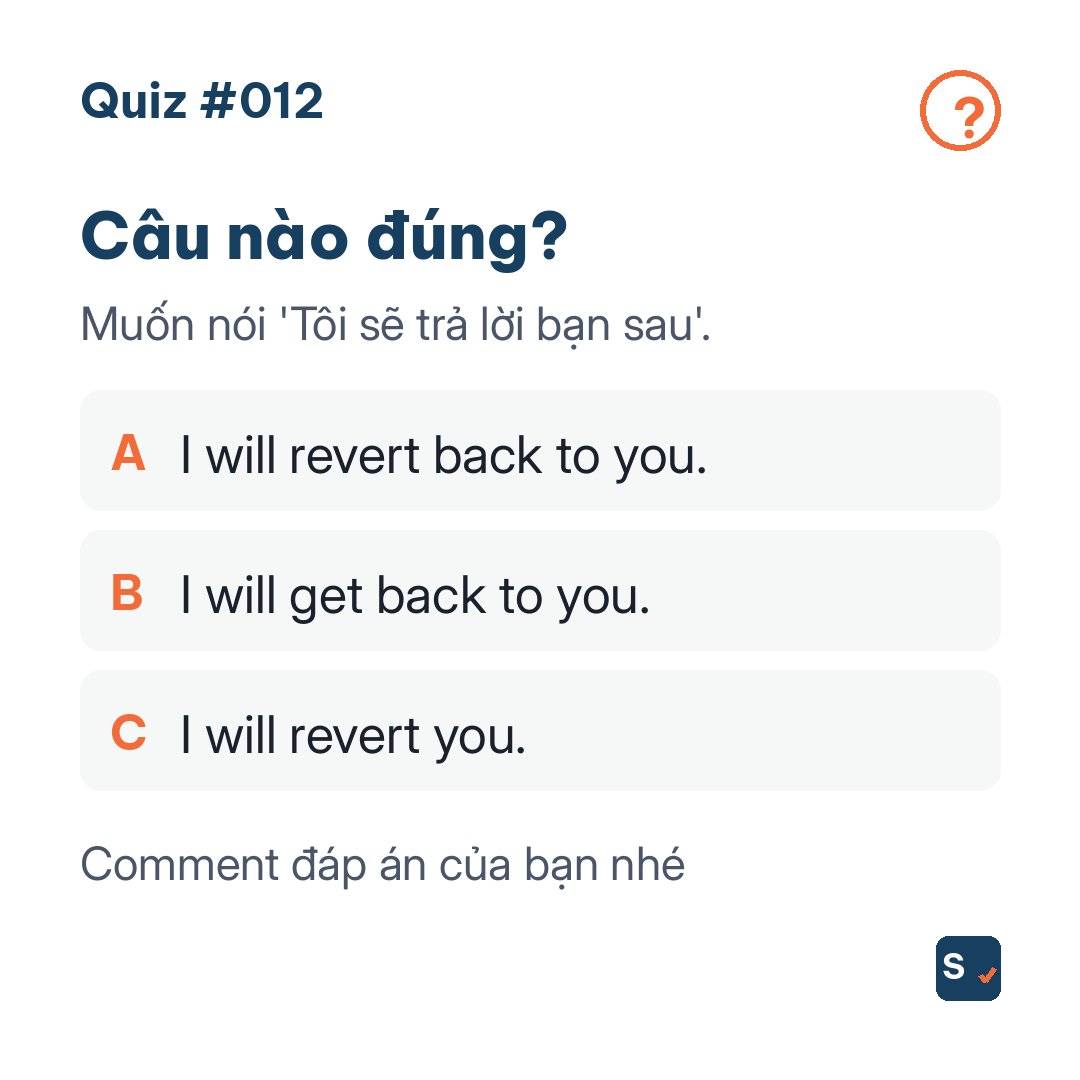 Quiz #012
?
Câu nào đúng?
Muốn nói 'Tôi sẽ trả lời bạn sau'.
A I will revert back to you.
B I will get back to you.
C I will revert you.
Comment đáp án của bạn nhé
S